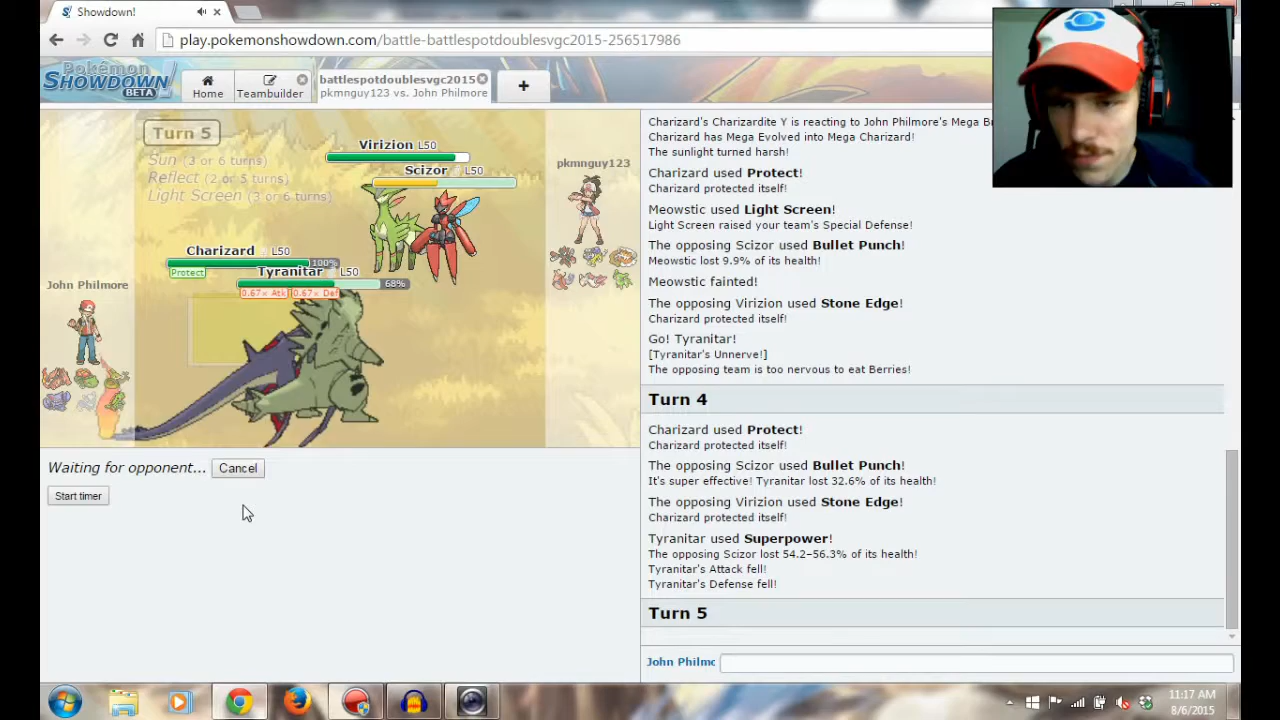 Showdown!
play.pokemonshowdown.com/battle-battlespotdoublesvgc2015-256517986
Pokémon
SHOWDOWN
BETA
Home
Teambuilder
battlespotdoublesvgc2015
pkmnguy123 vs. John Philmore
+
Turn 5
Sun (3 or 6 turns)
Reflect (2 or 5 turns)
Light Screen (3 or 6 turns)
Virizion L50
Scizor L50
pkmnguy123
Charizard L50
100%
Protect
Tyranitar L50
68%
0.67× Atk 0.67× Def
John Philmore
Waiting for opponent... Cancel
Start timer
Charizard's Charizardite Y is reacting to John Philmore's Mega
Charizard has Mega Evolved into Mega Charizard!
The sunlight turned harsh!
Charizard used Protect!
Charizard protected itself!
Meowstic used Light Screen!
Light Screen raised your team's Special Defense!
The opposing Scizor used Bullet Punch!
Meowstic lost 9.9% of its health!
Meowstic fainted!
The opposing Virizion used Stone Edge!
Charizard protected itself!
Go! Tyranitar!
[Tyranitar's Unnerve!]
The opposing team is too nervous to eat Berries!
Turn 4
Charizard used Protect!
Charizard protected itself!
The opposing Scizor used Bullet Punch!
It's super effective! Tyranitar lost 32.6% of its health!
The opposing Virizion used Stone Edge!
Charizard protected itself!
Tyranitar used Superpower!
The opposing Scizor lost 54.2–56.3% of its health!
Tyranitar's Attack fell!
Tyranitar's Defense fell!
Turn 5
John Philmo
11:17 AM
8/6/2015